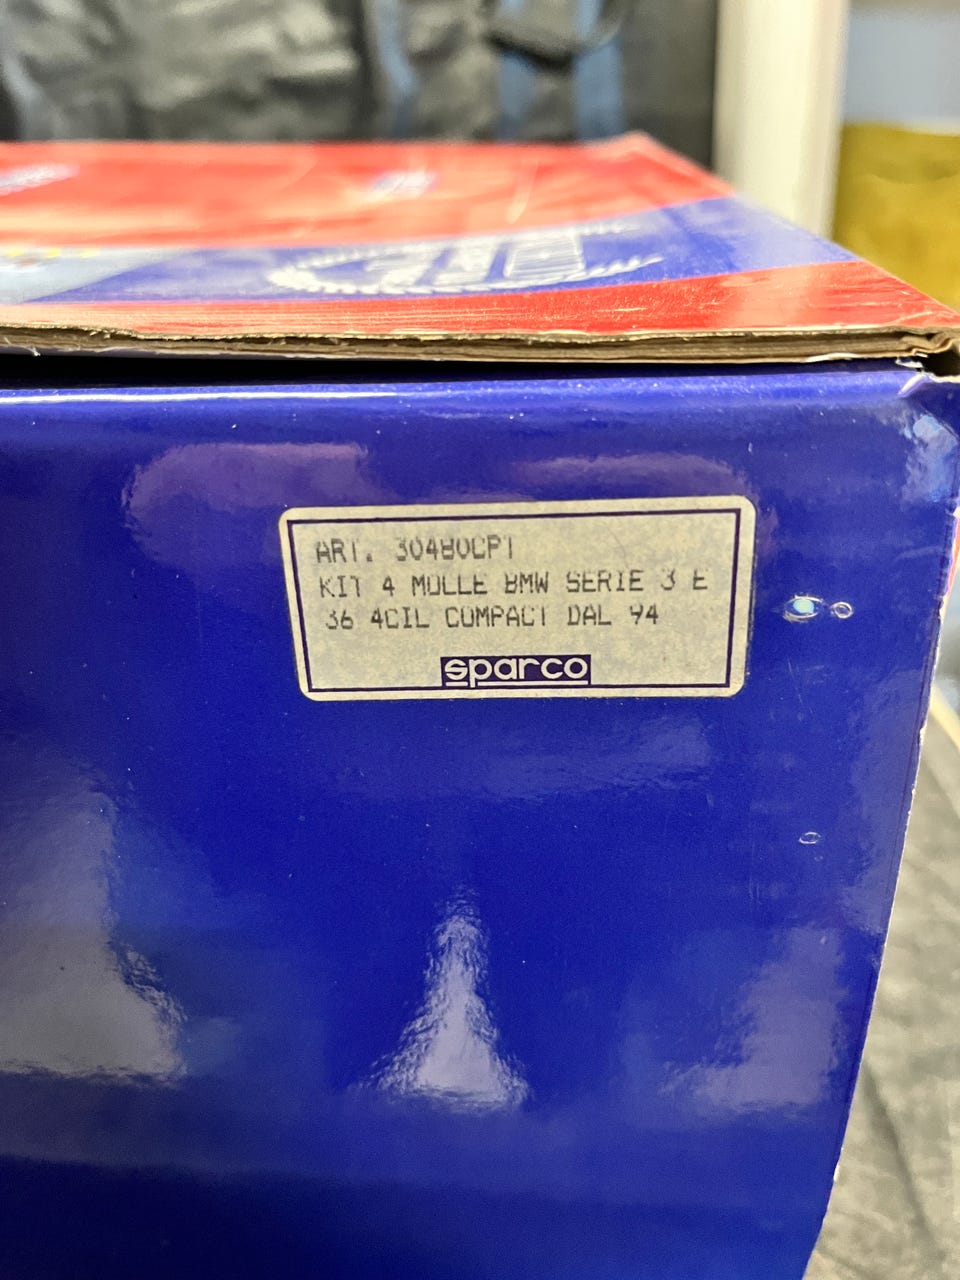 ART. 30480CPT
KIT 4 MOLLE BMW SERIE 3 E
36 4CIL COMPACT DAL 94
sparco